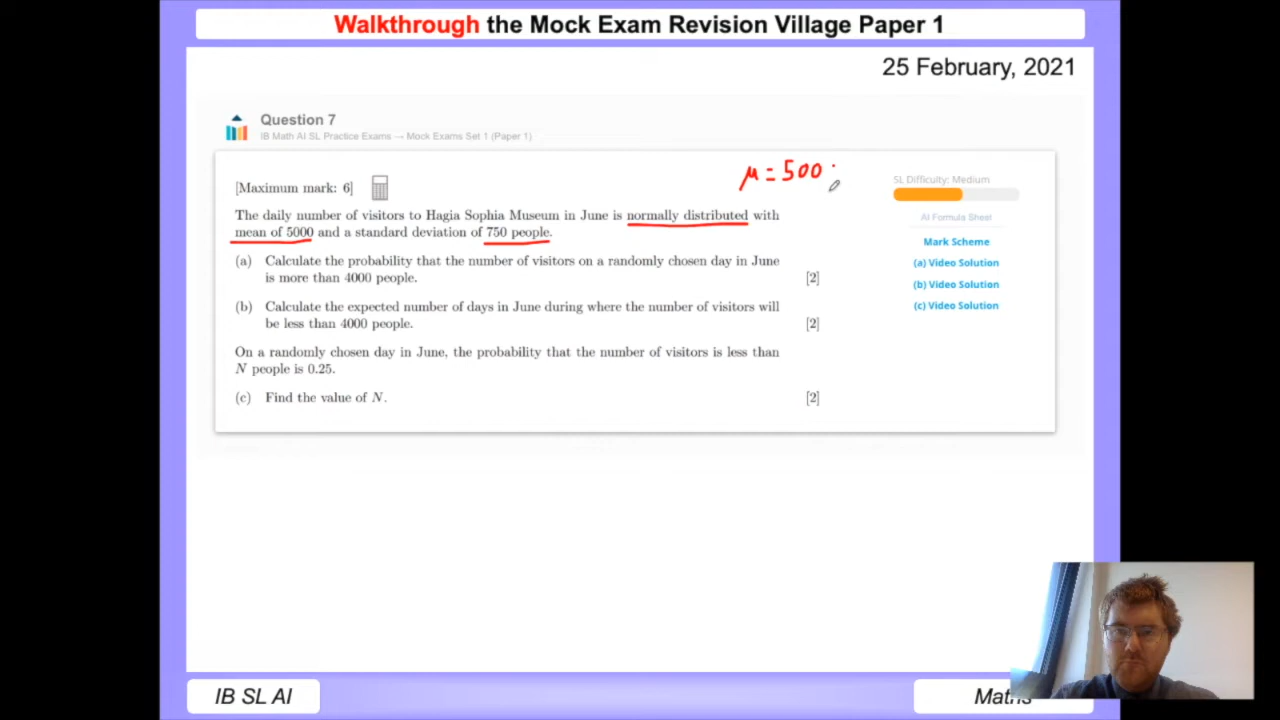 Walkthrough the Mock Exam Revision Village Paper 1
25 February, 2021
Question 7
IB Math AI SL Practice Exams → Mock Exams Set 1 (Paper 1)
[Maximum mark: 6]
μ = 500
SL Difficulty: Medium
AI Formula Sheet
Mark Scheme
(a) Video Solution
(b) Video Solution
(c) Video Solution
The daily number of visitors to Hagia Sophia Museum in June is normally distributed with
mean of 5000 and a standard deviation of 750 people.
(a) Calculate the probability that the number of visitors on a randomly chosen day in June
is more than 4000 people. [2]
(b) Calculate the expected number of days in June during where the number of visitors will
be less than 4000 people. [2]
On a randomly chosen day in June, the probability that the number of visitors is less than
N people is 0.25.
(c) Find the value of N. [2]
IB SL AI
Maths